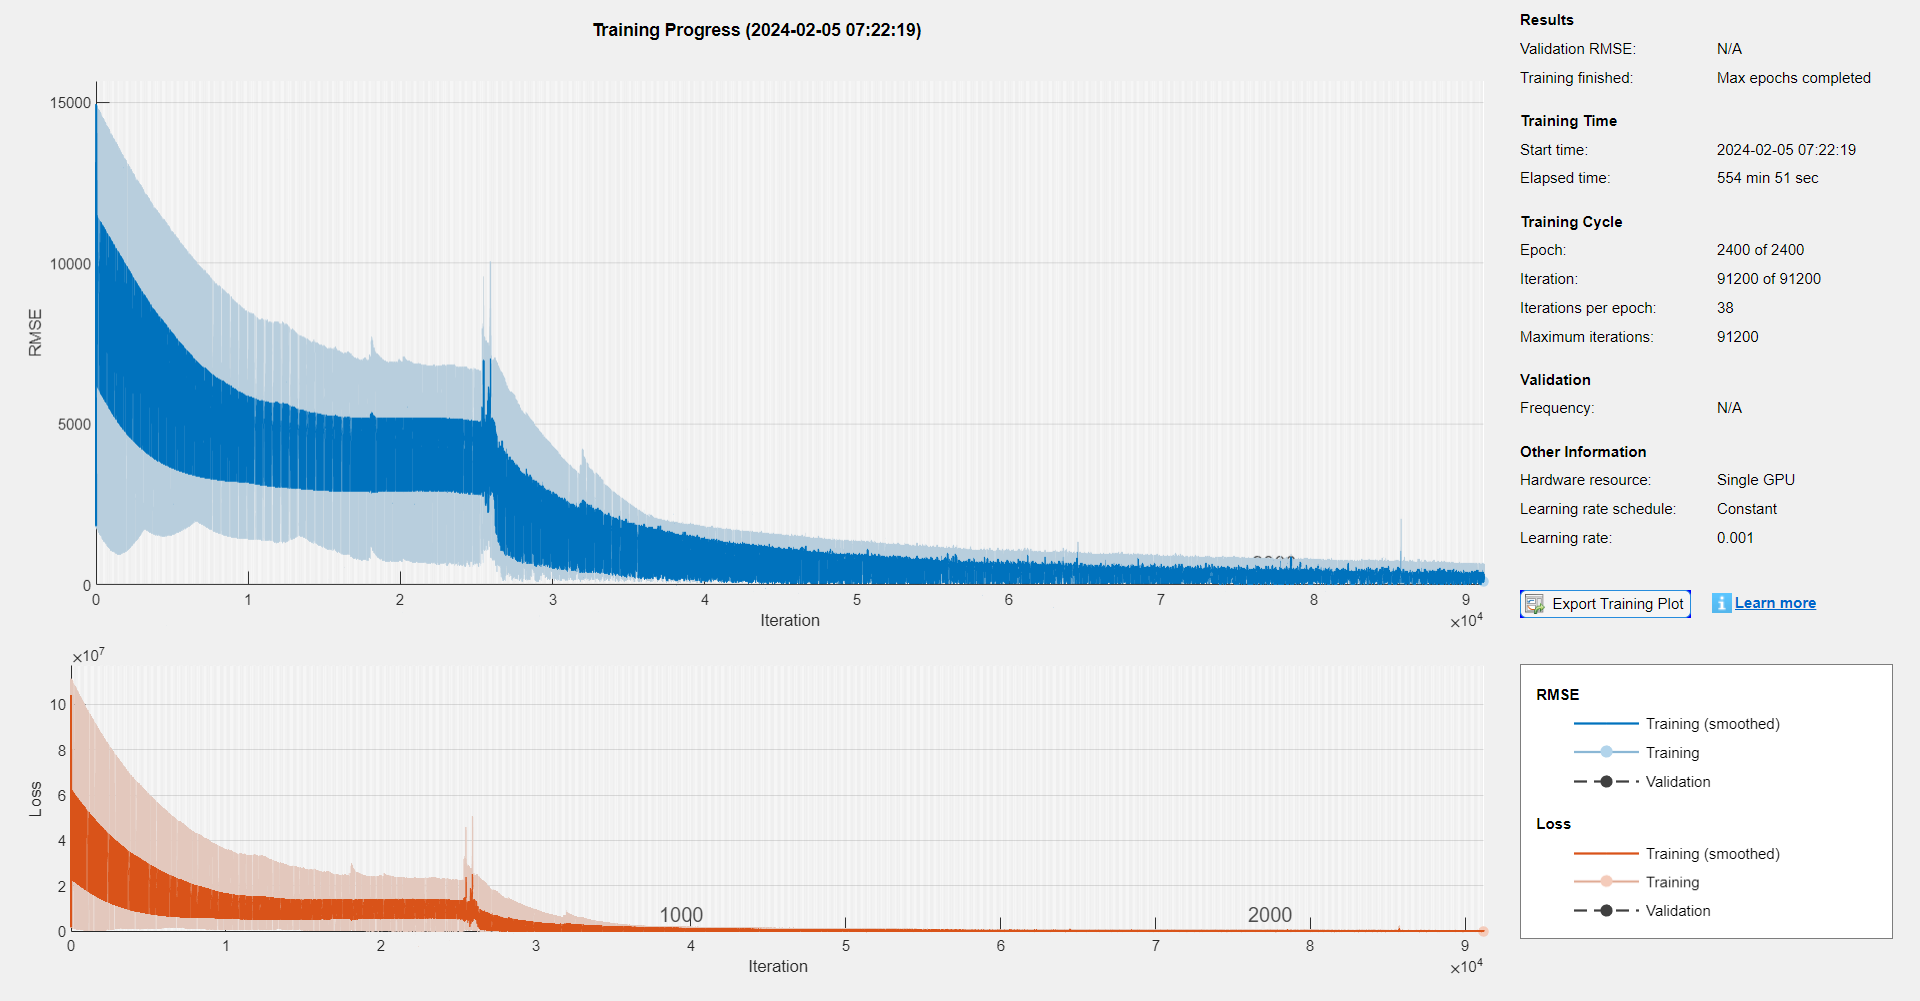 Training Progress (2024-02-05 07:22:19)
15000
10000
5000
0
RMSE
0 1 2 3 4 5 6 7 8 9
Iteration
×10^4
×10^7
10
8
6
4
2
0
Loss
1000 2000
0 1 2 3 4 5 6 7 8 9
Iteration
×10^4
Results
Validation RMSE: N/A
Training finished: Max epochs completed
Training Time
Start time: 2024-02-05 07:22:19
Elapsed time: 554 min 51 sec
Training Cycle
Epoch: 2400 of 2400
Iteration: 91200 of 91200
Iterations per epoch: 38
Maximum iterations: 91200
Validation
Frequency: N/A
Other Information
Hardware resource: Single GPU
Learning rate schedule: Constant
Learning rate: 0.001
Export Training Plot
i Learn more
RMSE
Training (smoothed)
Training
Validation
Loss
Training (smoothed)
Training
Validation